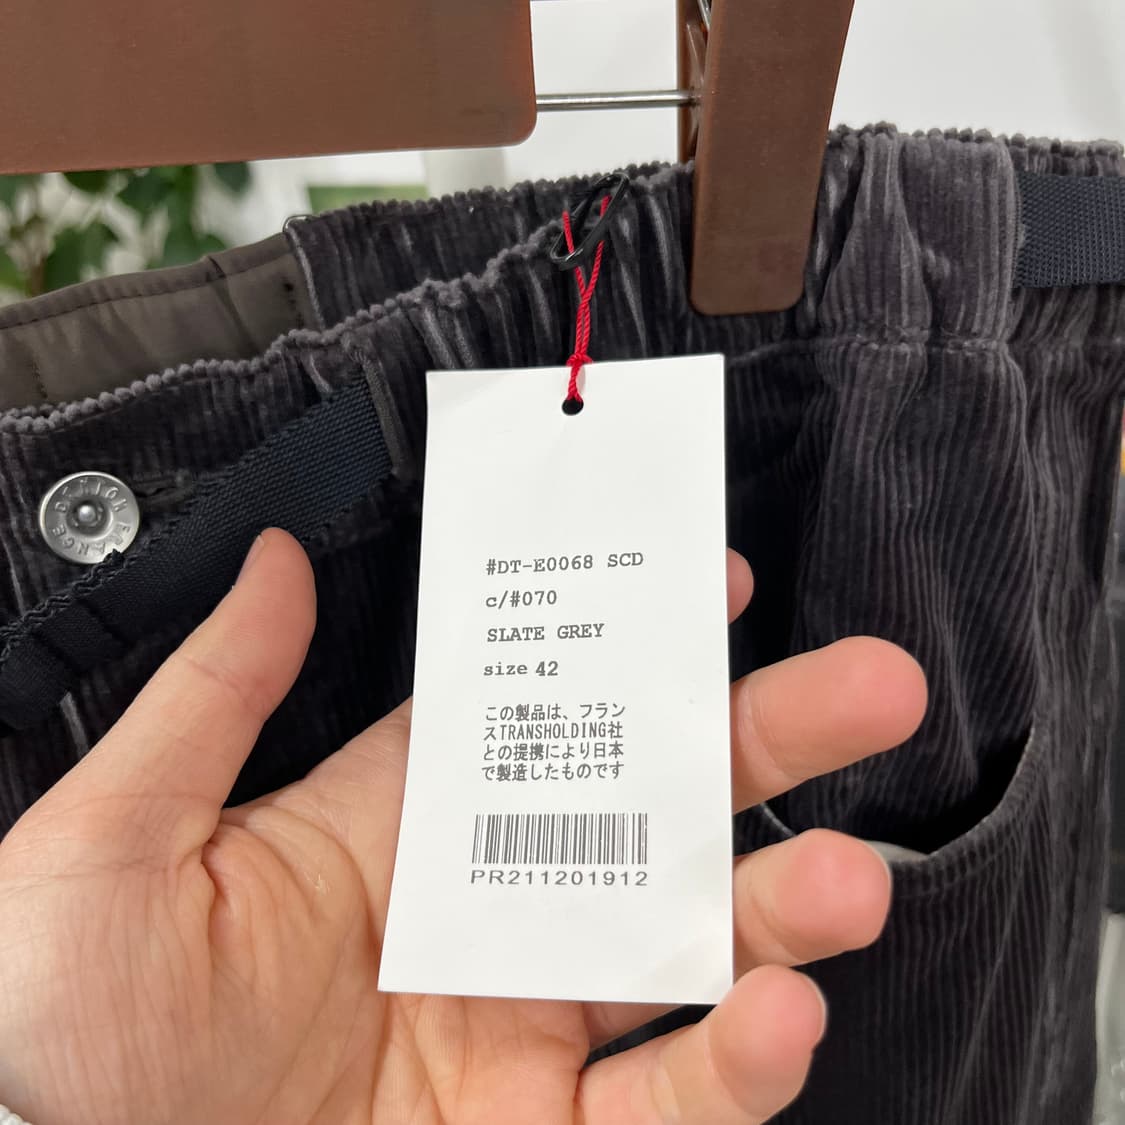 #DT-E0068 SCD
c/#070
SLATE GREY
size 42
この製品は、フラン
スTRANSHOLDING社
との提携により日本
で製造したものです
PR211201912